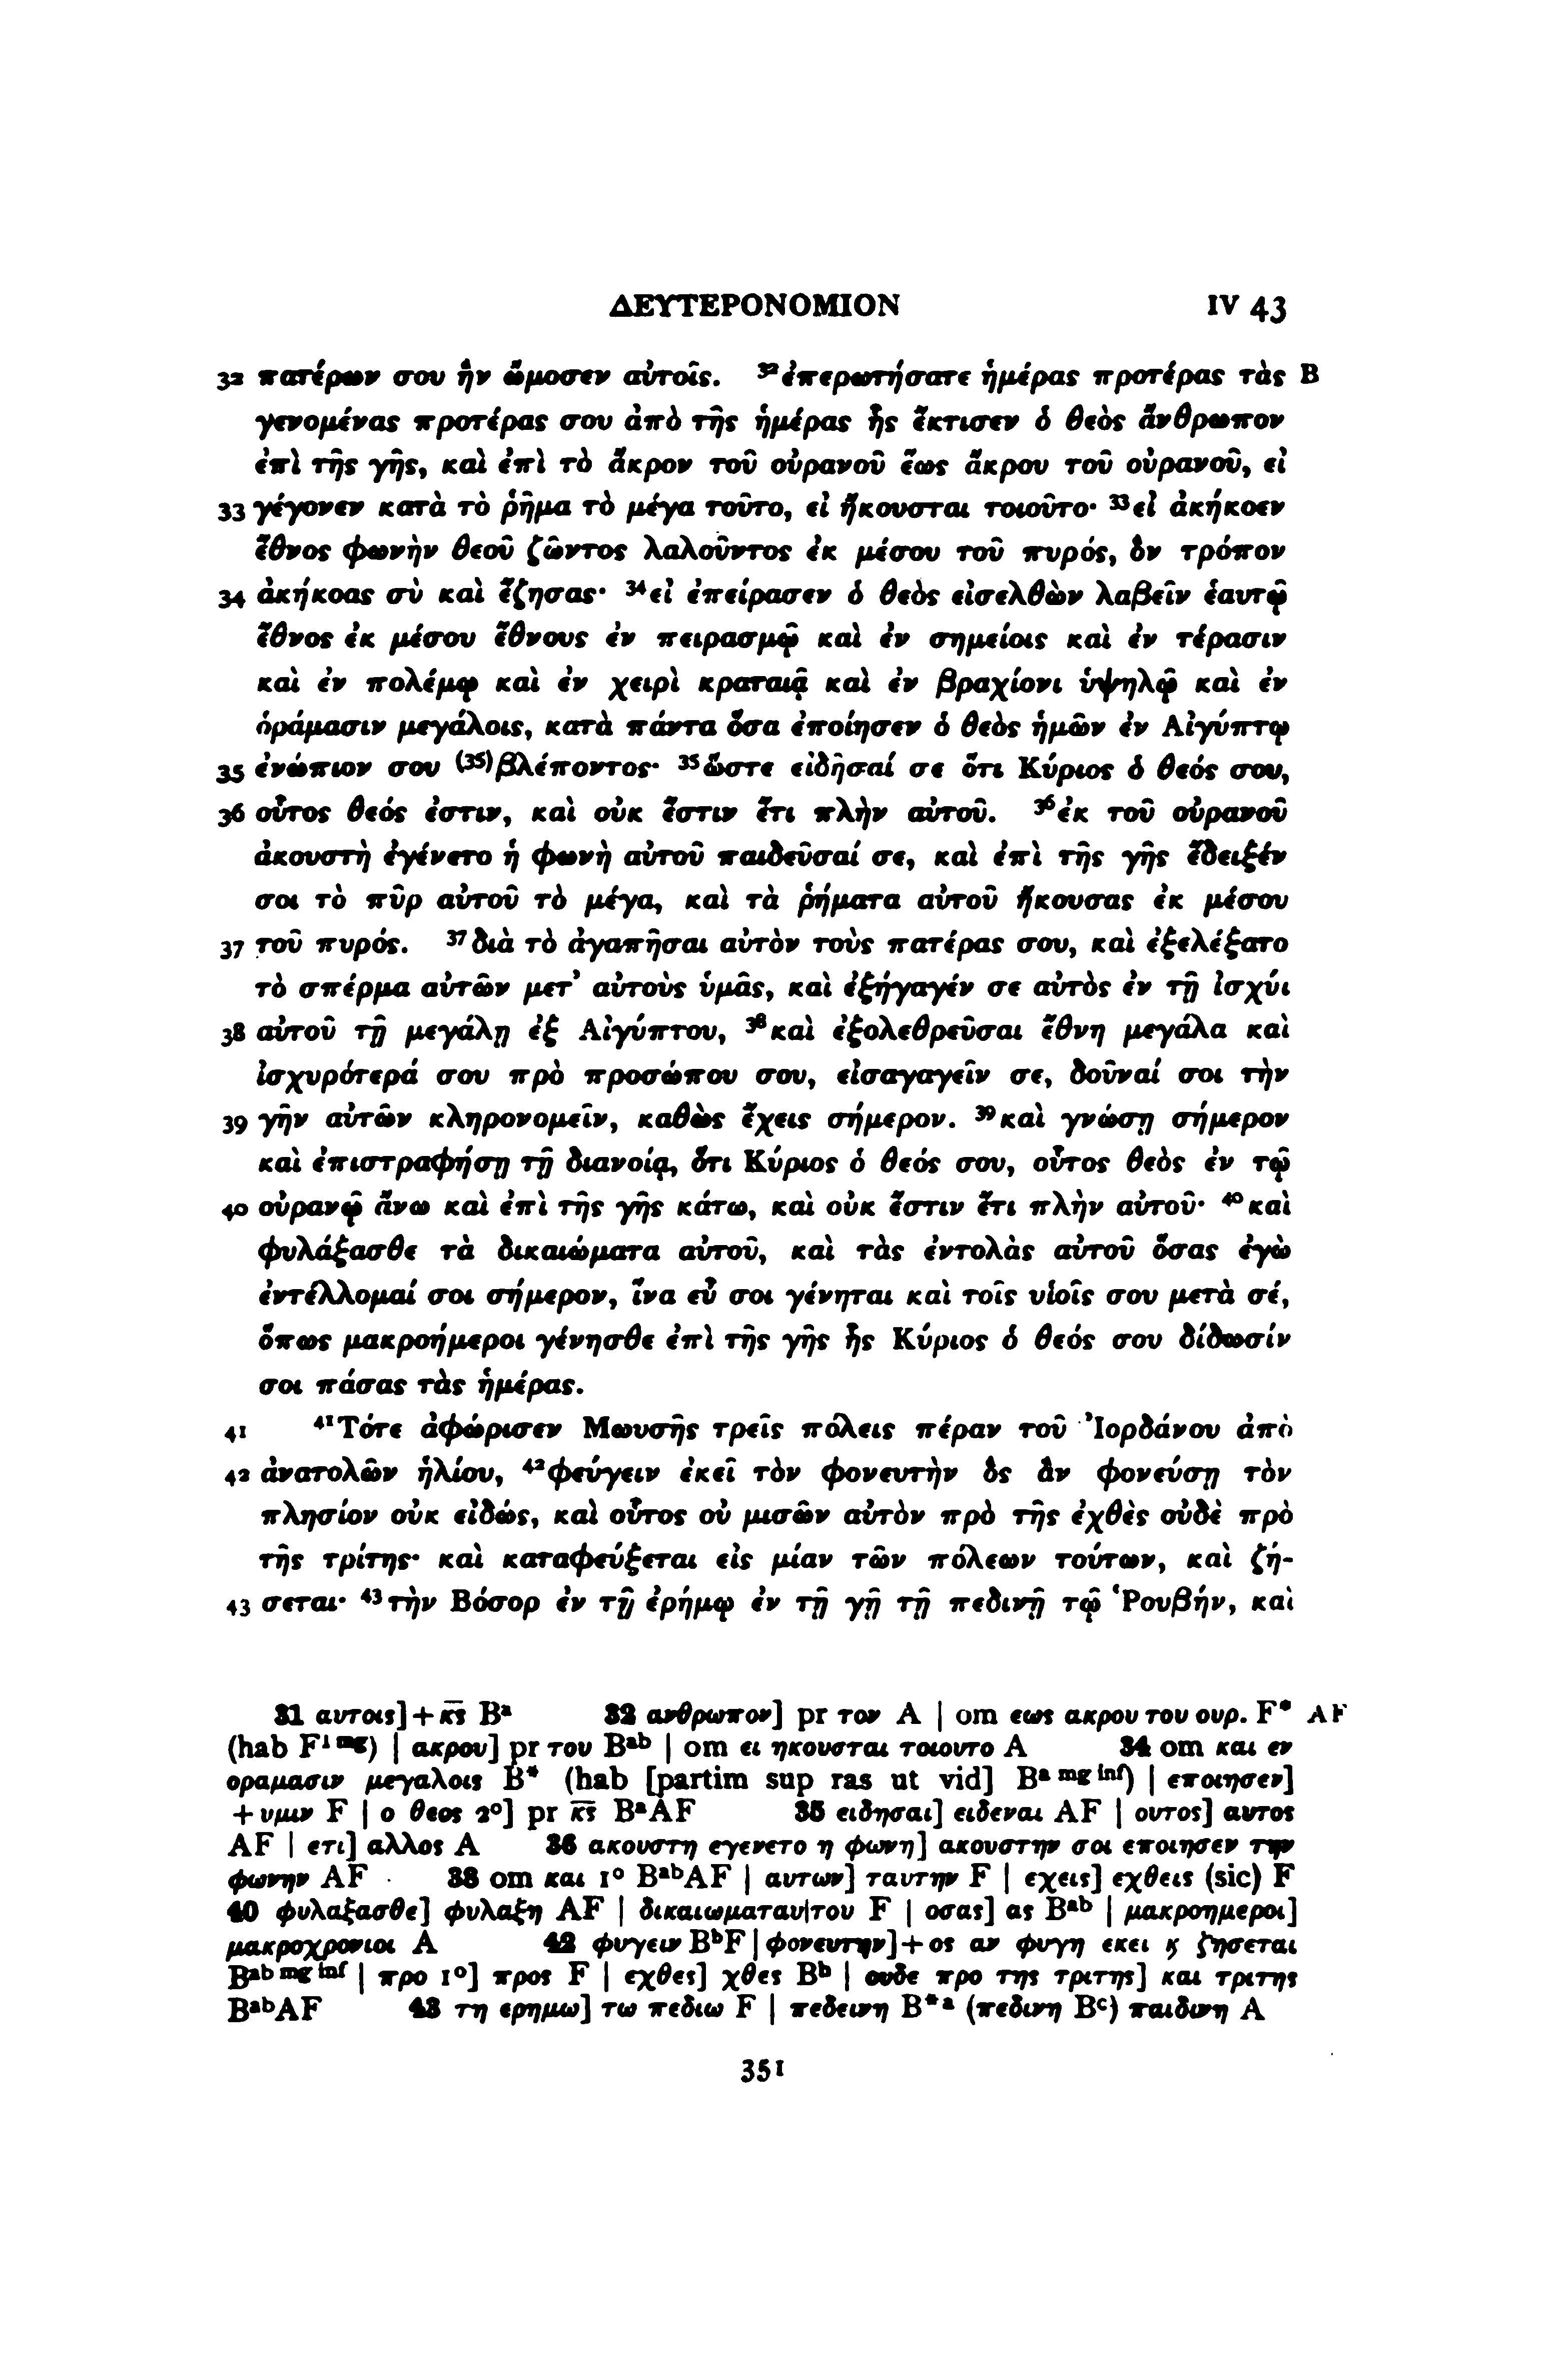 ΔΕΥΤΕΡΟΝΟΜΙΟΝ IV 43
32 πατέρων σου ἣν ὤμοσεν αὐτοῖς. ³²ἐπερωτήσατε ἡμέρας προτέρας τὰς B
γενομένας προτέρας σου ἀπὸ τῆς ἡμέρας ἧς ἔκτισεν ὁ θεὸς ἄνθρωπον
ἐπὶ τῆς γῆς, καὶ ἐπὶ τὸ ἄκρον τοῦ οὐρανοῦ ἕως ἄκρου τοῦ οὐρανοῦ, εἰ
33 γέγονεν κατὰ τὸ ῥῆμα τὸ μέγα τοῦτο, εἰ ἤκουσται τοιοῦτο· ³³εἰ ἀκήκοεν
ἔθνος φωνὴν θεοῦ ζῶντος λαλοῦντος ἐκ μέσου τοῦ πυρός, ὃν τρόπον
34 ἀκήκοας σὺ καὶ ἔζησας· ³⁴εἰ ἐπείρασεν ὁ θεὸς εἰσελθὼν λαβεῖν ἑαυτῷ
ἔθνος ἐκ μέσου ἔθνους ἐν πειρασμῷ καὶ ἐν σημείοις καὶ ἐν τέρασιν
καὶ ἐν πολέμῳ καὶ ἐν χειρὶ κραταιᾷ καὶ ἐν βραχίονι ὑψηλῷ καὶ ἐν
ὁράμασιν μεγάλοις, κατὰ πάντα ὅσα ἐποίησεν ὁ θεὸς ἡμῶν ἐν Αἰγύπτῳ
35 ἐνώπιον σου ⁽³⁵⁾βλέποντος· ³⁵ὥστε εἰδῆσαί σε ὅτι Κύριος ὁ θεός σου,
36 οὗτος θεός ἐστιν, καὶ οὐκ ἔστιν ἔτι πλὴν αὐτοῦ. ³⁶ἐκ τοῦ οὐρανοῦ
ἀκουστὴ ἐγένετο ἡ φωνὴ αὐτοῦ παιδεῦσαί σε, καὶ ἐπὶ τῆς γῆς ἔδειξέν
σοι τὸ πῦρ αὐτοῦ τὸ μέγα, καὶ τὰ ῥήματα αὐτοῦ ἤκουσας ἐκ μέσου
37 τοῦ πυρός. ³⁷διὰ τὸ ἀγαπῆσαι αὐτὸν τοὺς πατέρας σου, καὶ ἐξελέξατο
τὸ σπέρμα αὐτῶν μετ’ αὐτοὺς ὑμᾶς, καὶ ἐξήγαγέν σε αὐτὸς ἐν τῇ ἰσχύι
38 αὐτοῦ τῇ μεγάλῃ ἐξ Αἰγύπτου, ³⁸καὶ ἐξολεθρεῦσαι ἔθνη μεγάλα καὶ
ἰσχυρότερά σου πρὸ προσώπου σου, εἰσαγαγεῖν σε, δοῦναί σοι τὴν
39 γῆν αὐτῶν κληρονομεῖν, καθὼς ἔχεις σήμερον. ³⁹καὶ γνώσῃ σήμερον
καὶ ἐπιστραφήσῃ τῇ διανοίᾳ, ὅτι Κύριος ὁ θεός σου, οὗτος θεὸς ἐν τῷ
40 οὐρανῷ ἄνω καὶ ἐπὶ τῆς γῆς κάτω, καὶ οὐκ ἔστιν ἔτι πλὴν αὐτοῦ· ⁴⁰καὶ
φυλάξασθε τὰ δικαιώματα αὐτοῦ, καὶ τὰς ἐντολὰς αὐτοῦ ὅσας ἐγὼ
ἐντέλλομαί σοι σήμερον, ἵνα εὖ σοι γένηται καὶ τοῖς υἱοῖς σου μετὰ σέ,
ὅπως μακροήμεροι γένησθε ἐπὶ τῆς γῆς ἧς Κύριος ὁ θεός σου δίδωσίν
σοι πάσας τὰς ἡμέρας.
41 ⁴¹Τότε ἀφώρισεν Μωυσῆς τρεῖς πόλεις πέραν τοῦ Ἰορδάνου ἀπὸ
42 ἀνατολῶν ἡλίου, ⁴²φεύγειν ἐκεῖ τὸν φονευτὴν ὃς ἂν φονεύσῃ τὸν
πλησίον οὐκ εἰδώς, καὶ οὗτος οὐ μισῶν αὐτὸν πρὸ τῆς ἐχθὲς οὐδὲ πρὸ
τῆς τρίτης· καὶ καταφεύξεται εἰς μίαν τῶν πόλεων τούτων, καὶ ζή-
43 σεται· ⁴³τὴν Βόσορ ἐν τῇ ἐρήμῳ ἐν τῇ γῇ τῇ πεδινῇ τῷ Ῥουβήν, καὶ
31 αυτοις] + κ̅ς̅ Bᵃ 32 ανθρωπον] pr τον A | om εως ακρου του ουρ. F* AF
(hab F¹ ᵐᵍ) | ακρου] pr του Bᵃᵇ | om ει ηκουσται τοιουτο A 34 om και εν
οραμασιν μεγαλοις B* (hab [partim sup ras ut vid] Bᵃ ᵐᵍ ⁱⁿᶠ) | εποιησεν]
+ υμιν F | ο θεος 2°] pr κ̅ς̅ BᵃAF 35 ειδησαι] ειδεναι AF | ουτος] αυτος
AF | ετι] αλλος A 36 ακουστη εγενετο η φωνη] ακουστην σοι εποιησεν την
φωνην AF 38 om και 1° BᵃᵇAF | αυτων] ταυτην F | εχεις] εχθεις (sic) F
40 φυλαξασθε] φυλαξη AF | δικαιωματαυ|του F | οσας] ας Bᵃᵇ | μακροημεροι]
μακροχρονιοι A 42 φυγειν BᵇF | φονευτην] + ος αν φυγη εκει ϗ ζησεται
Bᵃᵇ ᵐᵍ ⁱⁿᶠ | προ 1°] προς F | εχθες] χθες Bᵇ | ουδε προ της τριτης] και τριτης
BᵃᵇAF 43 τη ερημω] τω πεδιω F | πεδεινη B*ᵃ (πεδινη Bᶜ) παιδινη A
351